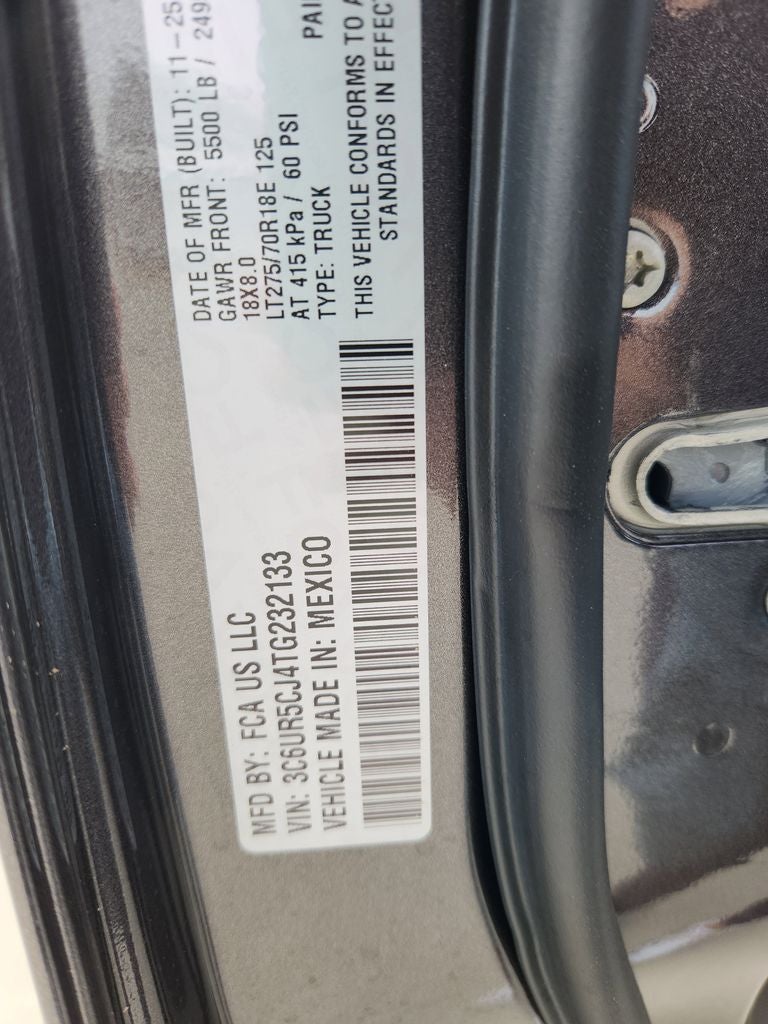 MFD BY: FCA US LLC
VIN: 3C6UR5CJ4TG232133
VEHICLE MADE IN: MEXICO
DATE OF MFR (BUILT): 11-25
GAWR FRONT: 5500 LB / 249
18X8.0
LT275/70R18E 125
AT 415 kPa / 60 PSI
TYPE: TRUCK PAI
THIS VEHICLE CONFORMS TO A
STANDARDS IN EFFECT